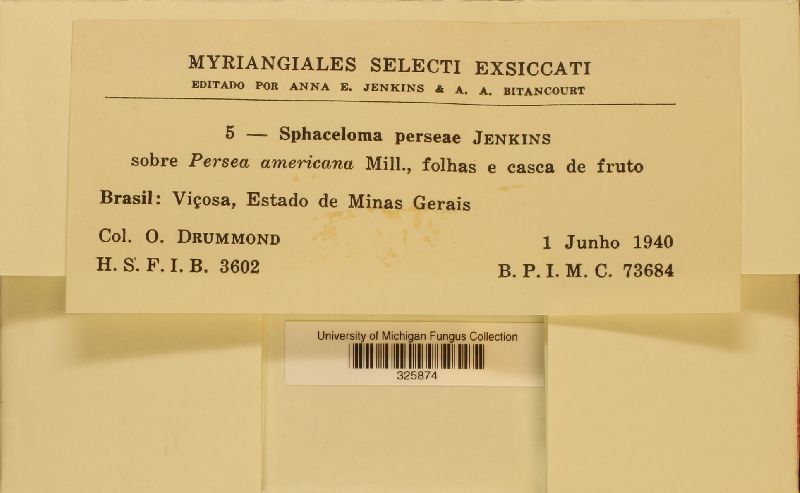 MYRIANGIALES SELECTI EXSICCATI
EDITADO POR ANNA E. JENKINS & A. A. BITANCOURT
5 — Sphaceloma perseae JENKINS
sobre Persea americana Mill., folhas e casca de fruto
Brasil: Viçosa, Estado de Minas Gerais
Col. O. DRUMMOND 1 Junho 1940
H. S. F. I. B. 3602 B. P. I. M. C. 73684
University of Michigan Fungus Collection
325874